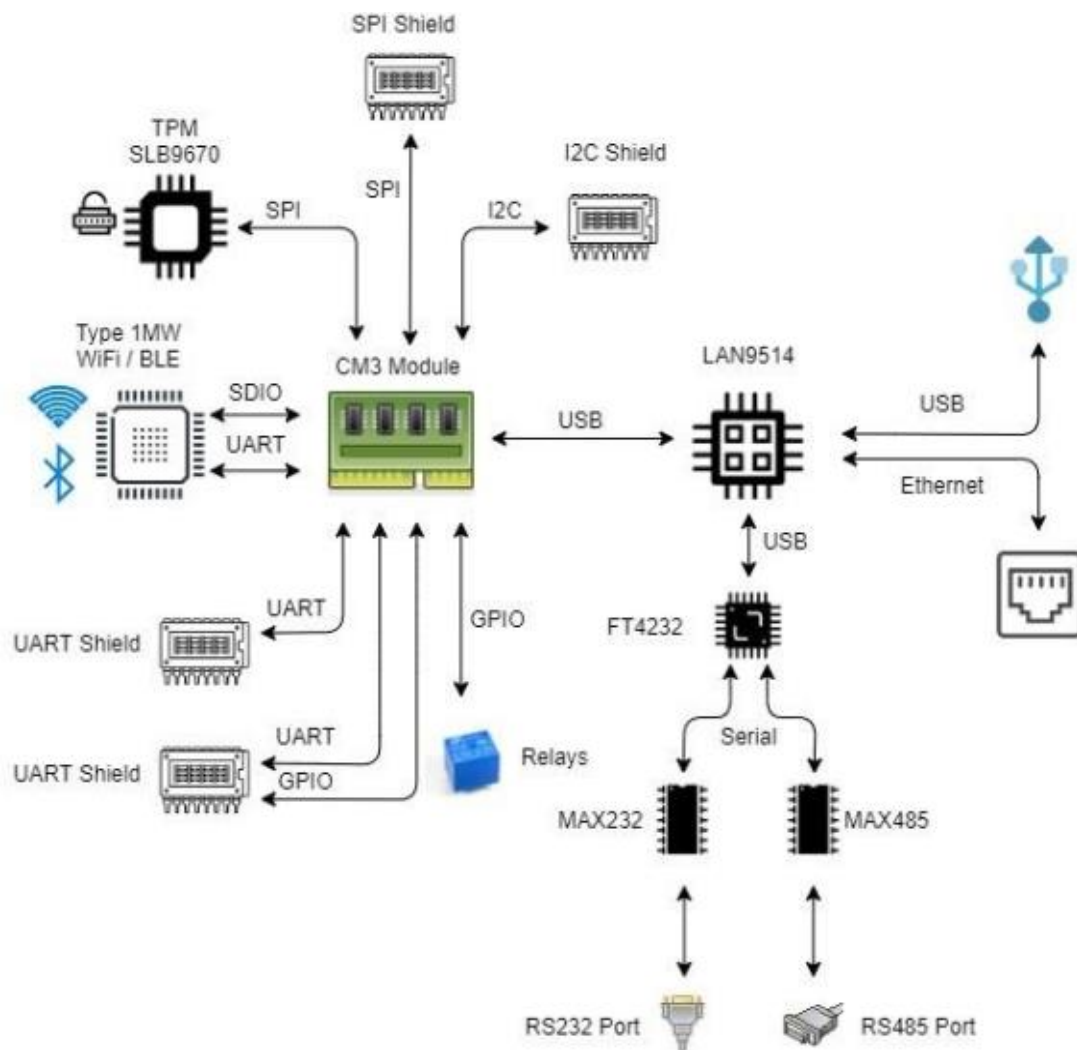 SPI Shield
TPM
SLB9670
I2C Shield
SPI
SPI
I2C
Type 1MW
WiFi / BLE
CM3 Module
LAN9514
SDIO
UART
USB
USB
Ethernet
USB
UART
GPIO
FT4232
UART Shield
UART
Serial
UART Shield
GPIO
Relays
MAX232
MAX485
RS232 Port
RS485 Port